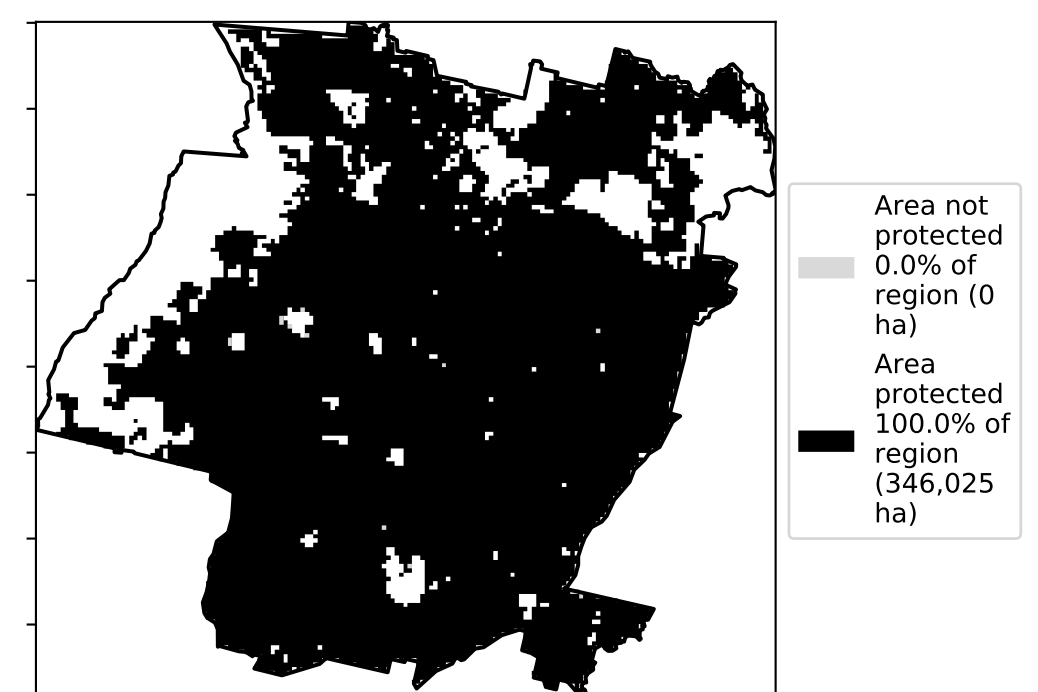 Area not
protected
0.0% of
region (0
ha)
Area
protected
100.0% of
region
(346,025
ha)